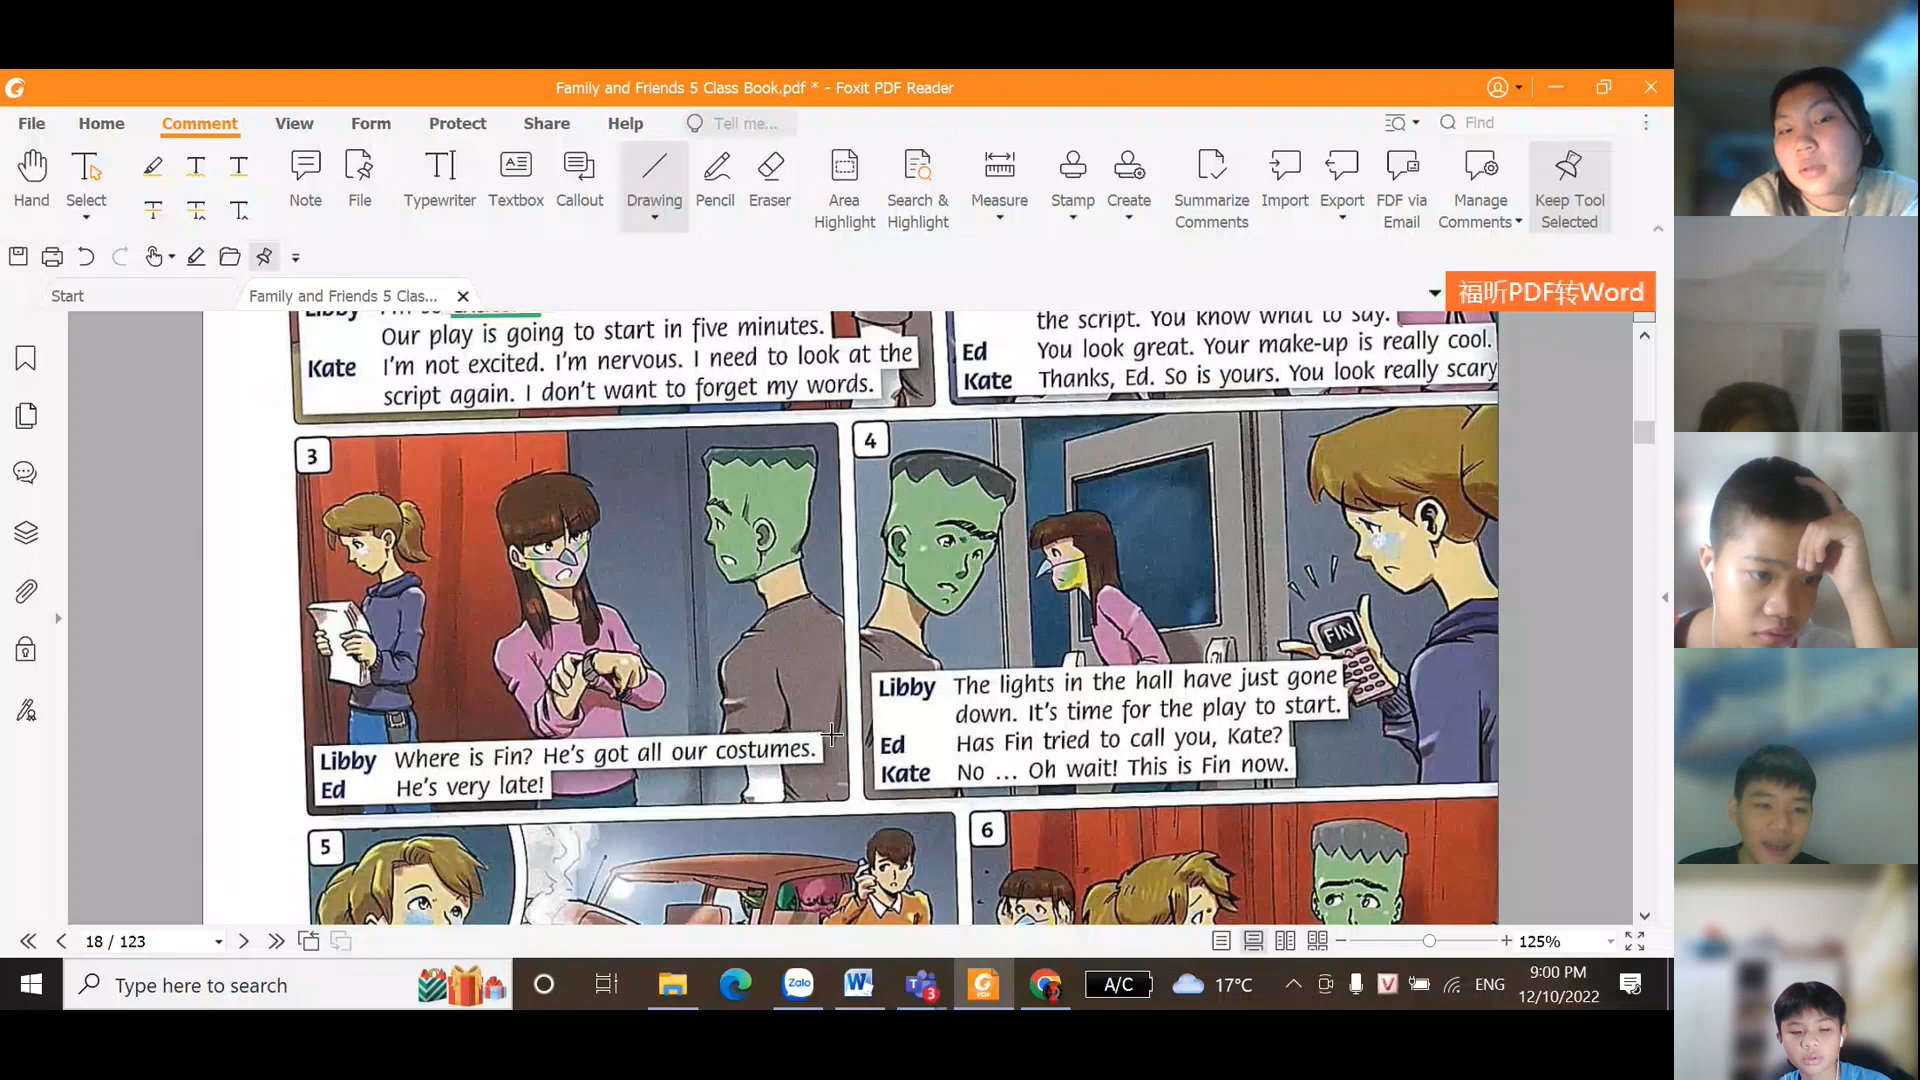 Family and Friends 5 Class Book.pdf * - Foxit PDF Reader
File Home Comment View Form Protect Share Help Tell me... Find
Hand Select Note File Typewriter Textbox Callout Drawing Pencil Eraser Area Highlight Search & Highlight Measure Stamp Create Summarize Comments Import Export FDF via Email Manage Comments Keep Tool Selected
Start Family and Friends 5 Clas...
福昕PDF转Word
Libby
Our play is going to start in five minutes.
Kate I'm not excited. I'm nervous. I need to look at the
script again. I don't want to forget my words.
the script. You know what to say.
Ed You look great. Your make-up is really cool.
Kate Thanks, Ed. So is yours. You look really scary
3
Libby Where is Fin? He's got all our costumes.
Ed He's very late!
4
FIN
Libby The lights in the hall have just gone
down. It's time for the play to start.
Ed Has Fin tried to call you, Kate?
Kate No ... Oh wait! This is Fin now.
5
6
18 / 123
125%
Type here to search
Zalo
3
A/C
17°C
V
ENG
9:00 PM
12/10/2022